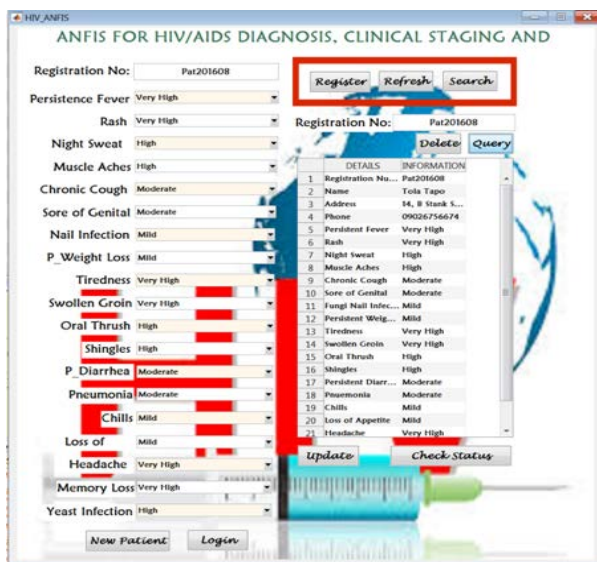 HIV_ANFIS
ANFIS FOR HIV/AIDS DIAGNOSIS, CLINICAL STAGING AND
Registration No: Pat201608
Persistence Fever Very High
Rash Very High
Night Sweat High
Muscle Aches High
Chronic Cough Moderate
Sore of Genital Moderate
Nail Infection Mild
P_Weight Loss Mild
Tiredness Very High
Swollen Groin Very High
Oral Thrush High
Shingles High
P_Diarrhea Moderate
Pneumonia Moderate
Chills Mild
Loss of Mild
Headache Very High
Memory Loss Very High
Yeast Infection High
New Patient Login
Register Refresh Search
Registration No: Pat201608
Delete Query
DETAILS INFORMATION
1 Registration Nu... Pat201608
2 Name Tola Tapo
3 Address 14, B Stank S...
4 Phone 09026756674
5 Persistent Fever Very High
6 Rash Very High
7 Night Sweat High
8 Muscle Aches High
9 Chronic Cough Moderate
10 Sore of Genital Moderate
11 Fungi Nail Infec... Mild
12 Persistent Weig... Mild
13 Tiredness Very High
14 Swollen Groin Very High
15 Oral Thrush High
16 Shingles High
17 Persistent Diarr... Moderate
18 Pnuemonia Moderate
19 Chills Mild
20 Loss of Appetite Mild
21 Headache Very High
Update Check Status